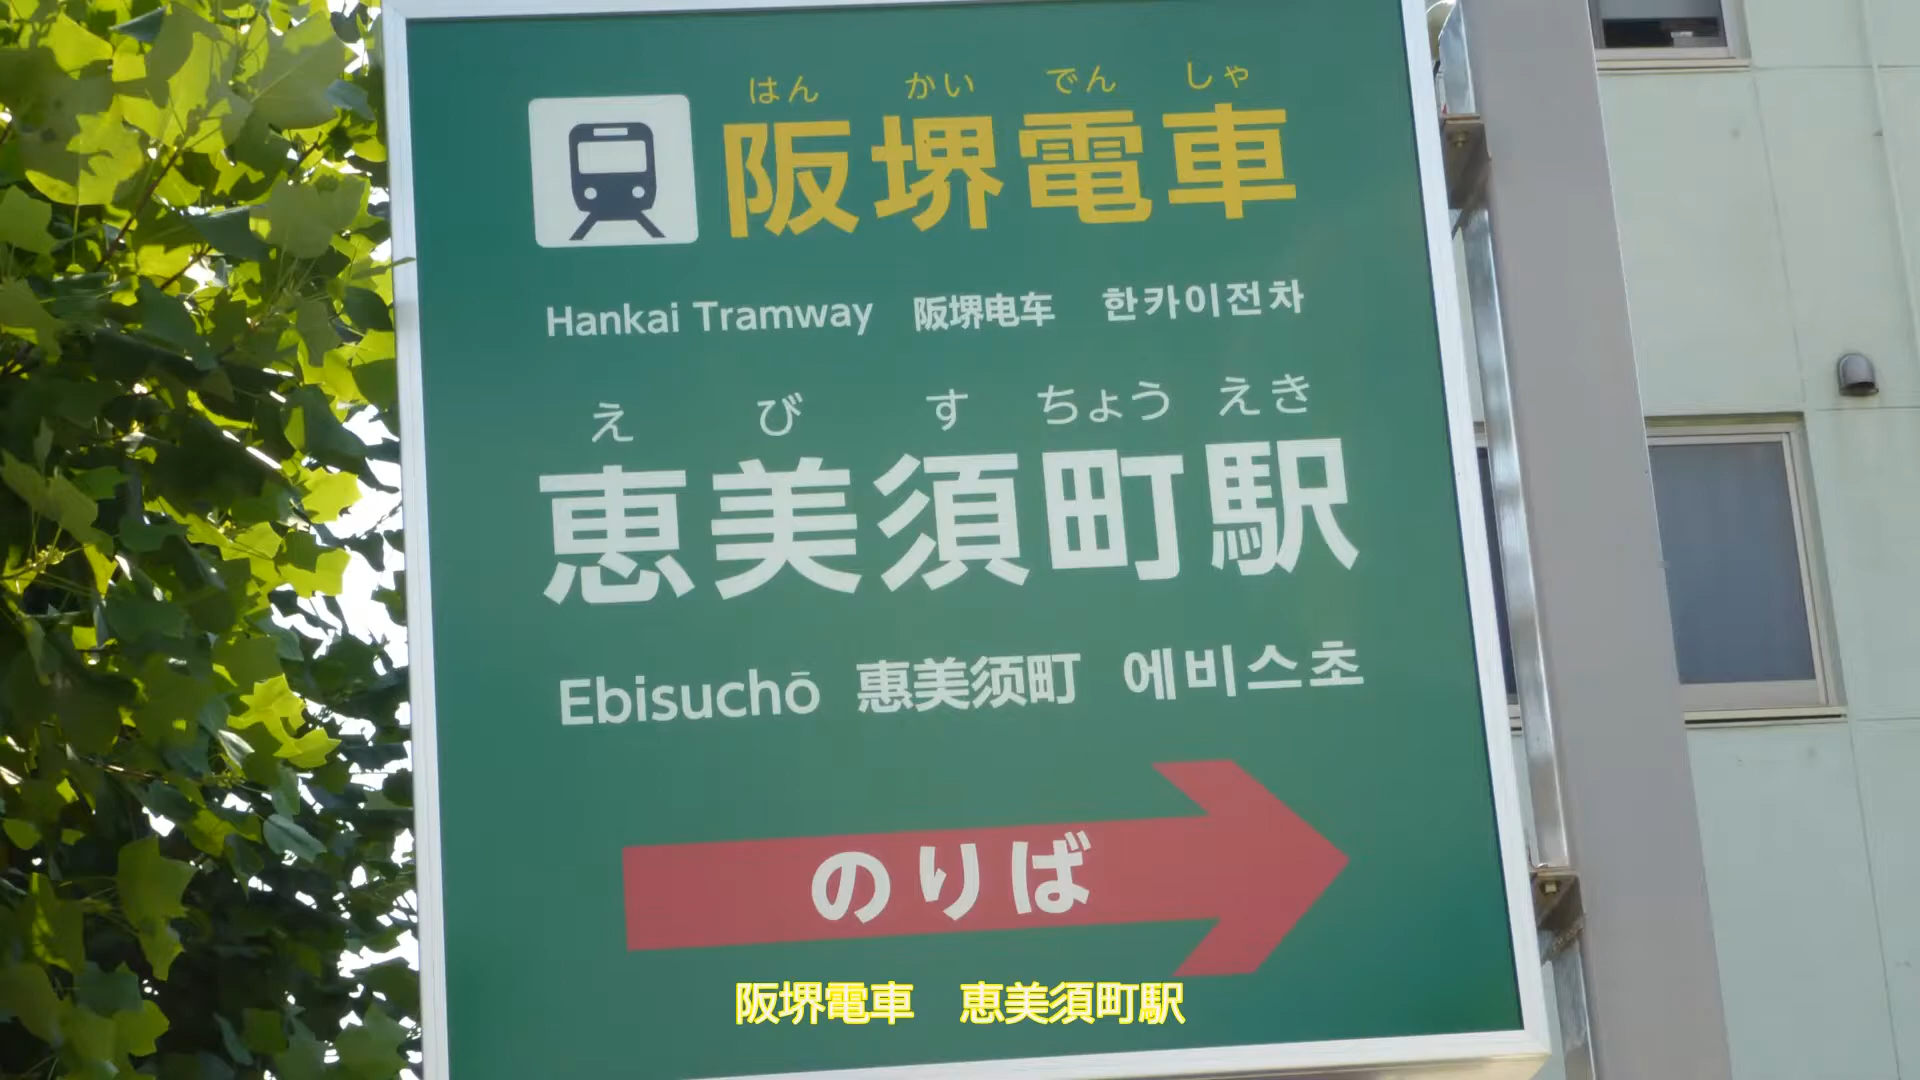 はん かい でん しゃ
阪堺電車
Hankai Tramway 阪堺电车 한카이전차
え び す ちょう えき
恵美須町駅
Ebisuchō 惠美须町 에비스초
のりば
阪堺電車 恵美須町駅